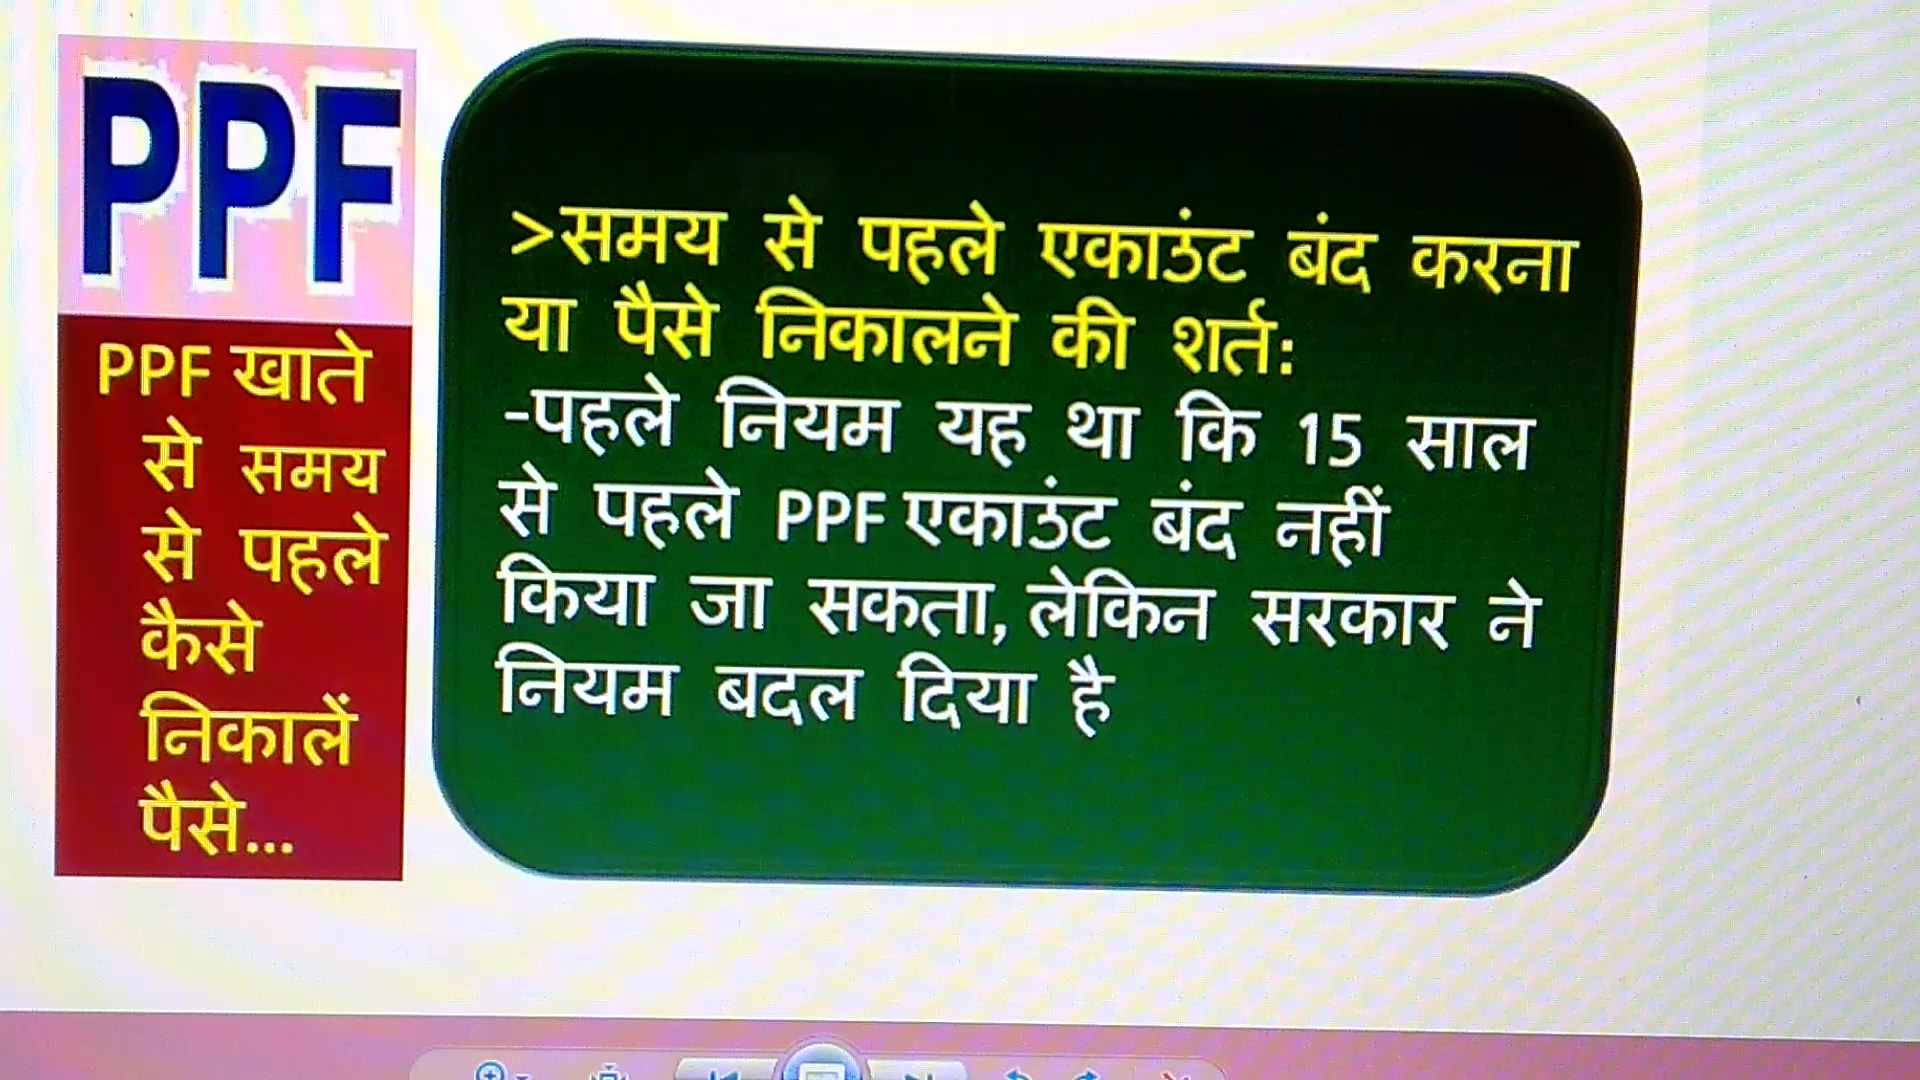 PPF
PPF खाते
से समय
से पहले
कैसे
निकालें
पैसे...
>समय से पहले एकाउंट बंद करना
या पैसे निकालने की शर्त:
-पहले नियम यह था कि 15 साल
से पहले PPF एकाउंट बंद नहीं
किया जा सकता, लेकिन सरकार ने
नियम बदल दिया है